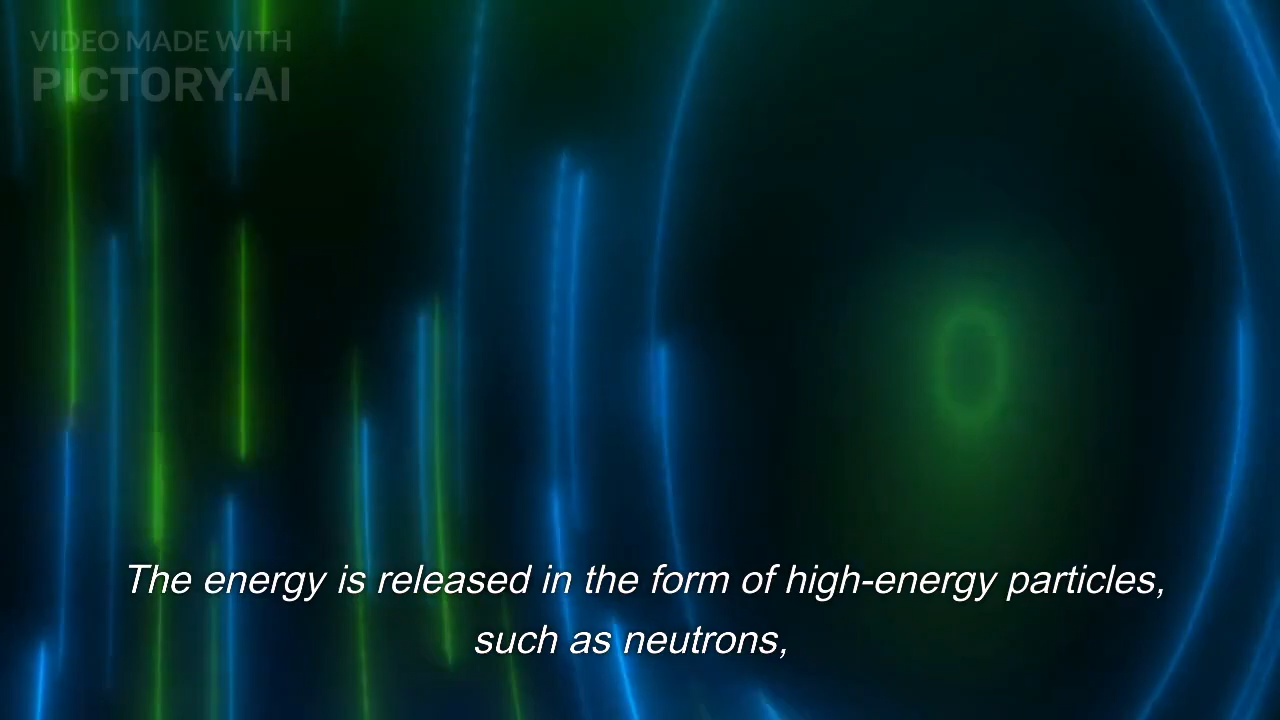 VIDEO MADE WITH
PICTORY.AI
The energy is released in the form of high-energy particles,
such as neutrons,